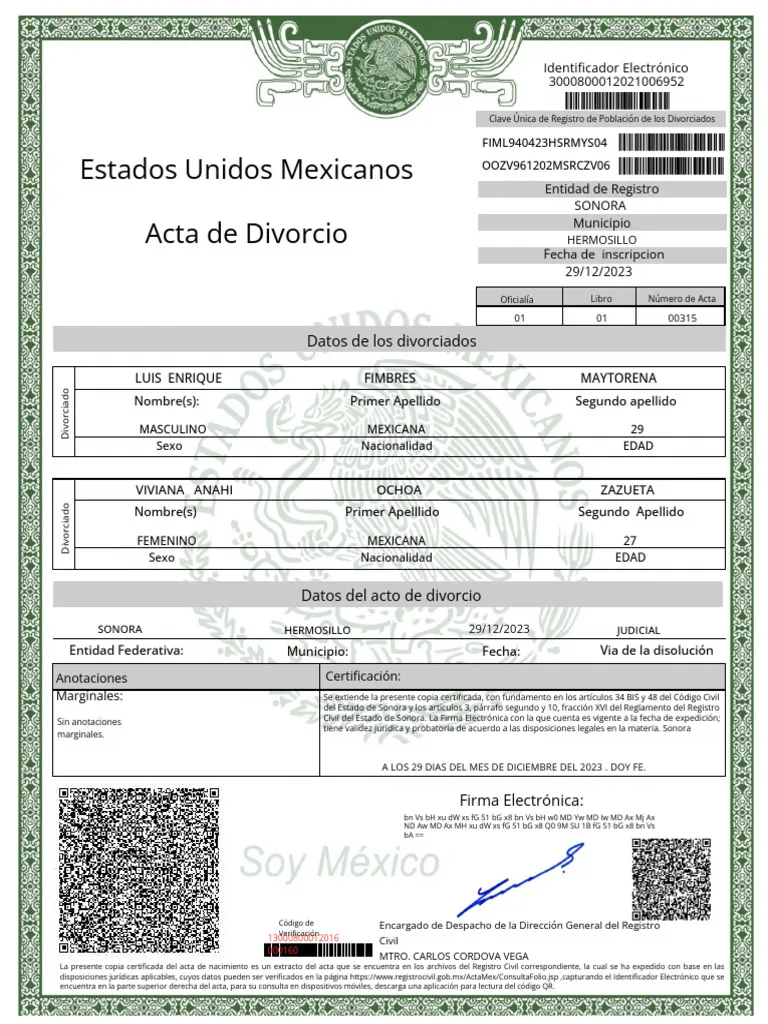 ESTADOS UNIDOS MEXICANOS
Identificador Electrónico
30008000120210069​52
Clave Única de Registro de Población de los Divorciados
FIML940423HSRMYS04
OOZV961202MSRCZV06
Estados Unidos Mexicanos
Acta de Divorcio
Entidad de Registro
SONORA
Municipio
HERMOSILLO
Fecha de inscripcion
29/12/2023
Oficialía Libro Número de Acta
01 01 00315
Datos de los divorciados
ESTADOS UNIDOS MEXICANOS
Divorciado
LUIS ENRIQUE FIMBRES MAYTORENA
Nombre(s): Primer Apellido Segundo apellido
MASCULINO MEXICANA 29
Sexo Nacionalidad EDAD
Divorciado
VIVIANA ANAHI OCHOA ZAZUETA
Nombre(s) Primer Apelllido Segundo Apellido
FEMENINO MEXICANA 27
Sexo Nacionalidad EDAD
Datos del acto de divorcio
SONORA HERMOSILLO 29/12/2023 JUDICIAL
Entidad Federativa: Municipio: Fecha: Via de la disolución
Anotaciones
Marginales:
Sin anotaciones
marginales.
Certificación:
Se extiende la presente copia certificada, con fundamento en los artículos 34 BIS y 48 del Código Civil
del Estado de Sonora y los artículos 3, párrafo segundo y 10, fracción XVI del Reglamento del Registro
Civil del Estado de Sonora. La Firma Electrónica con la que cuenta es vigente a la fecha de expedición;
tiene validez jurídica y probatoria de acuerdo a las disposiciones legales en la materia. Sonora
A LOS 29 DIAS DEL MES DE DICIEMBRE DEL 2023 . DOY FE.
Firma Electrónica:
bn Vs bH xu dW xs fG 51 bG x8 bn Vs bH w0 MD Yw MD Iw MD Ax Mj Ax
ND Aw MD Ax MH xu dW xs fG 51 bG x8 Q0 9M SU 1B fG 51 bG x8 bn Vs
bA ==
Soy México
Código de
Verificación
13000800012016
000160
Encargado de Despacho de la Dirección General del Registro
Civil
MTRO. CARLOS CORDOVA VEGA
La presente copia certificada del acta de nacimiento es un extracto del acta que se encuentra en los archivos del Registro Civil correspondiente, la cual se ha expedido con base en las
disposiciones jurídicas aplicables, cuyos datos pueden ser verificados en la página https://www.registrocivil.gob.mx/ActaMex/ConsultaFolio.jsp ,capturando el Identificador Electrónico que se
encuentra en la parte superior derecha del acta, para su consulta en dispositivos móviles, descarga una aplicación para lectura del código QR.